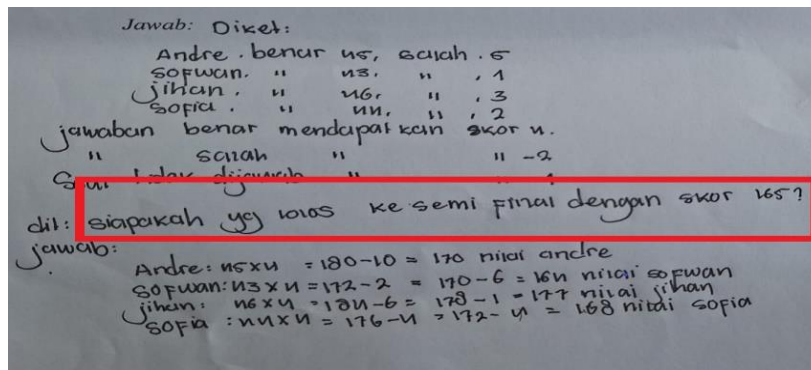 Jawab: Diket:
Andre. benar 45, salah. 5
sofwan. " 43. " , 1
jihan. " 46, " , 3
sofia. " 44. " , 2
jawaban benar mendapatkan skor 4.
" salah " " -2
tidak dijawab "
dit: siapakah yg lolos ke semi final dengan skor 165?
jawab:
Andre: 45x4 = 180-10 = 170 nilai andre
sofwan: 43x4 = 172-2 = 170-6 = 164 nilai sofwan
jihan: 46x4 = 184-6 = 178-1 = 177 nilai jihan
sofia: 44x4 = 176-4 = 172-4 = 168 nilai sofia